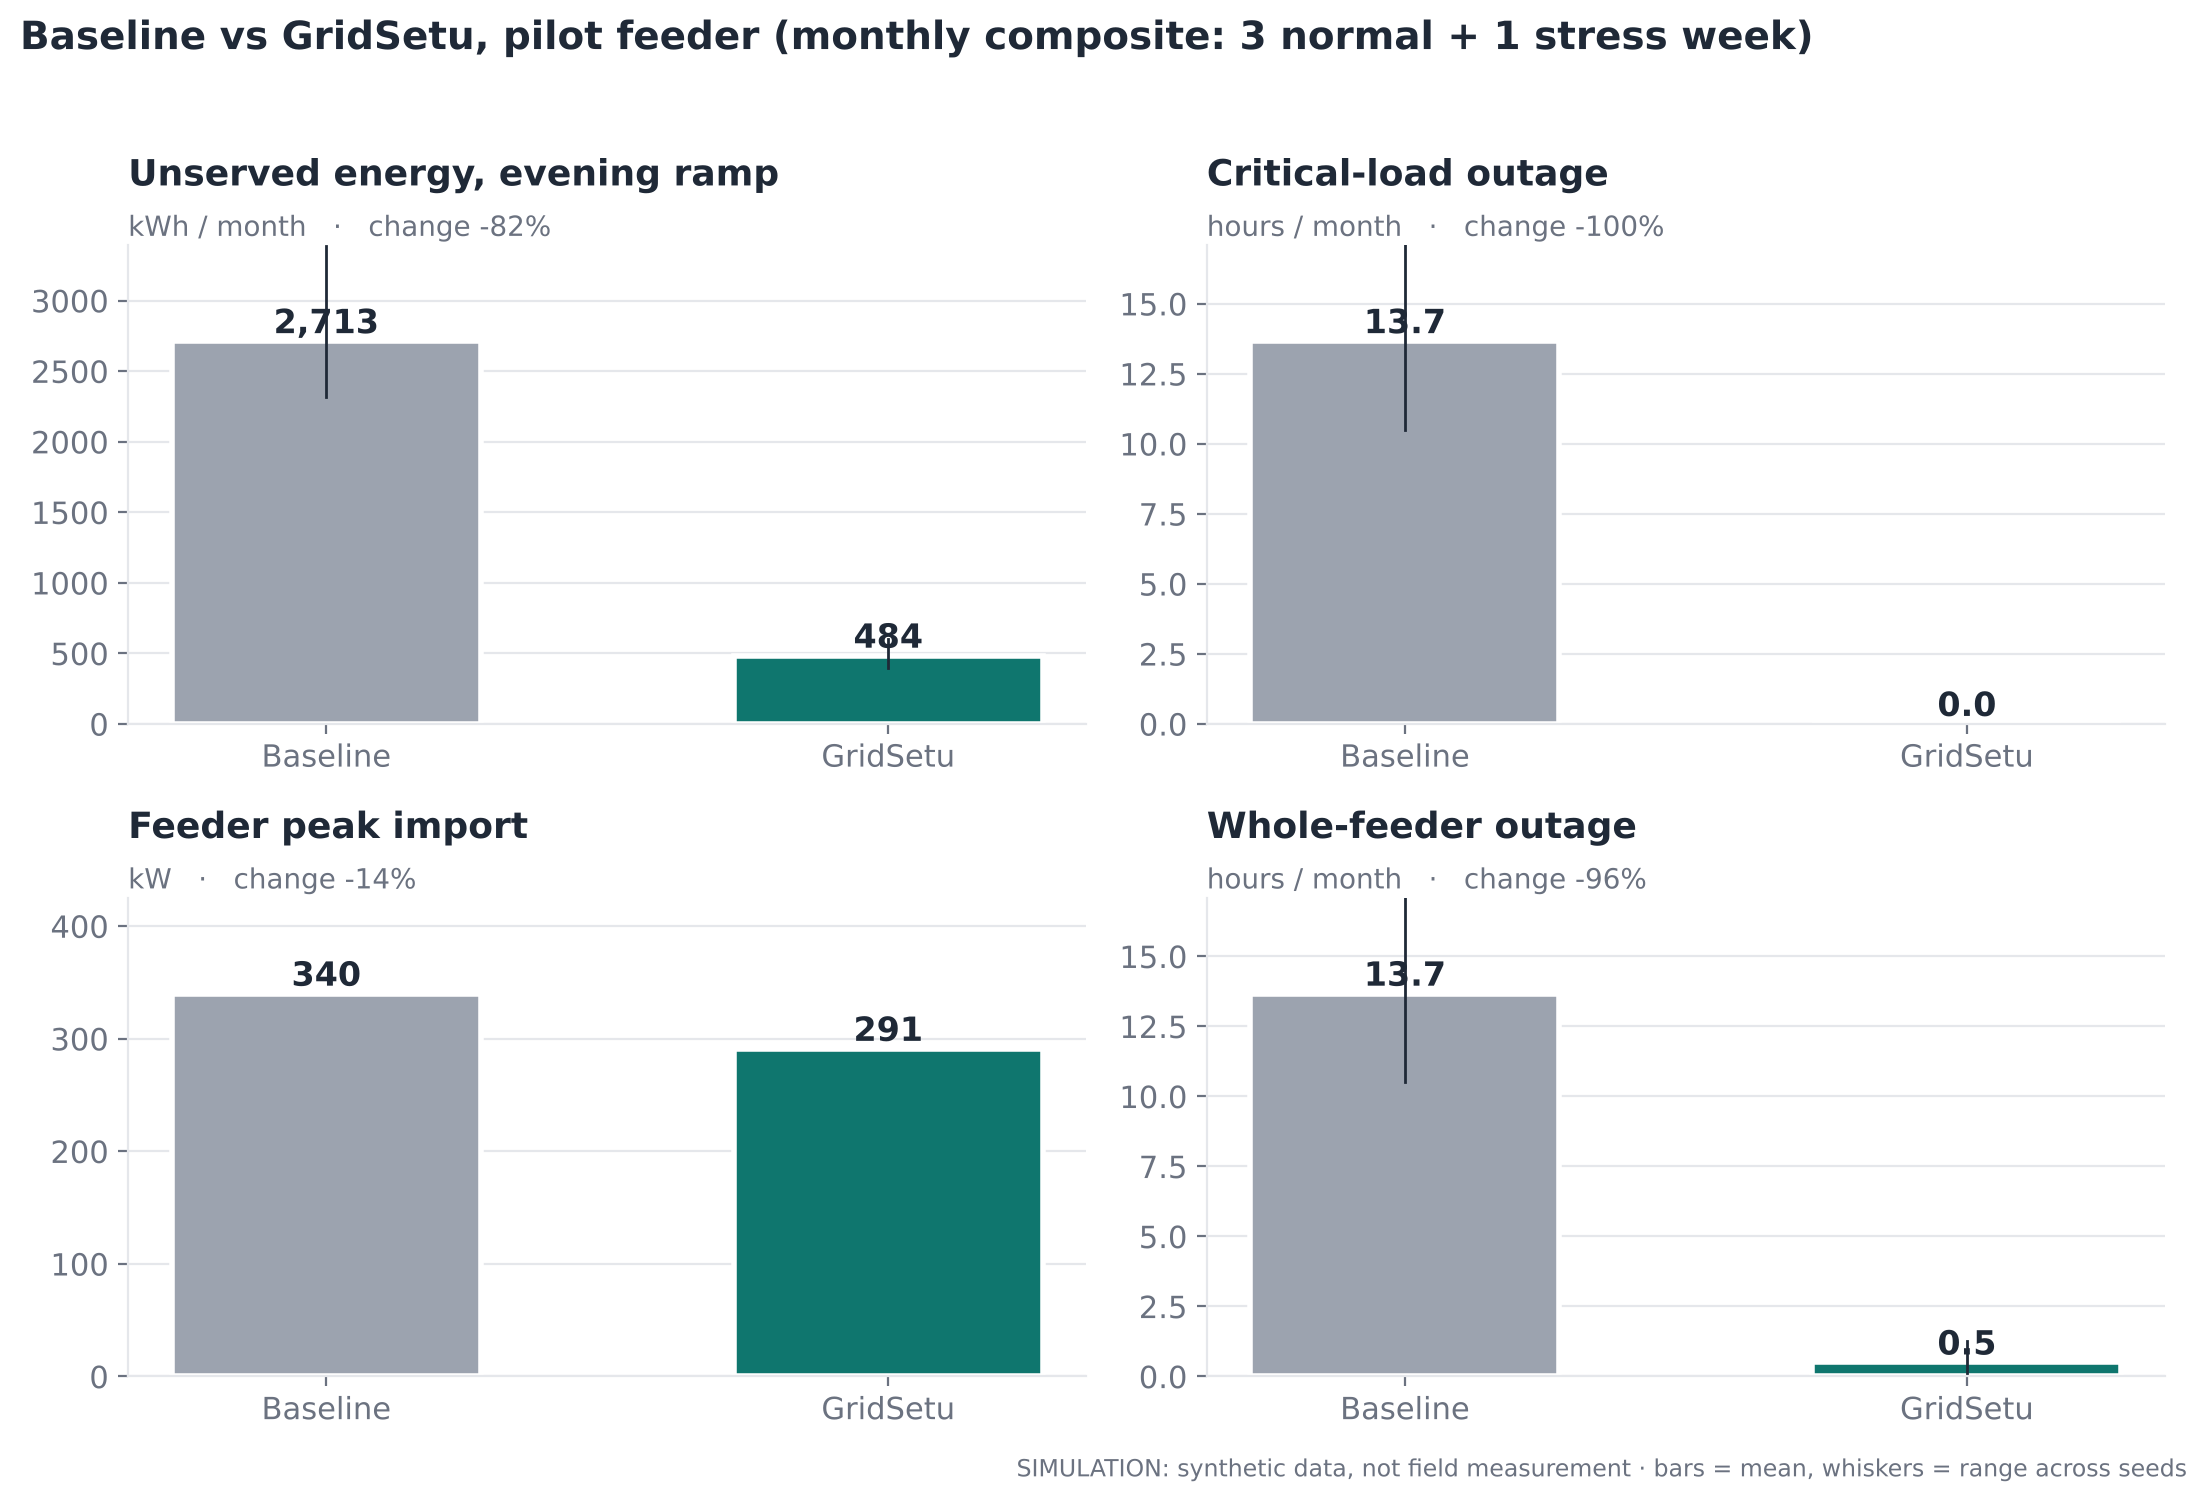 Baseline vs GridSetu, pilot feeder (monthly composite: 3 normal + 1 stress week)
Unserved energy, evening ramp
kWh / month · change -82%
3000
2500
2000
1500
1000
500
0
2,713
484
Baseline
GridSetu
Critical-load outage
hours / month · change -100%
15.0
12.5
10.0
7.5
5.0
2.5
0.0
13.7
0.0
Baseline
GridSetu
Feeder peak import
kW · change -14%
400
300
200
100
0
340
291
Baseline
GridSetu
Whole-feeder outage
hours / month · change -96%
15.0
12.5
10.0
7.5
5.0
2.5
0.0
13.7
0.5
Baseline
GridSetu
SIMULATION: synthetic data, not field measurement · bars = mean, whiskers = range across seeds